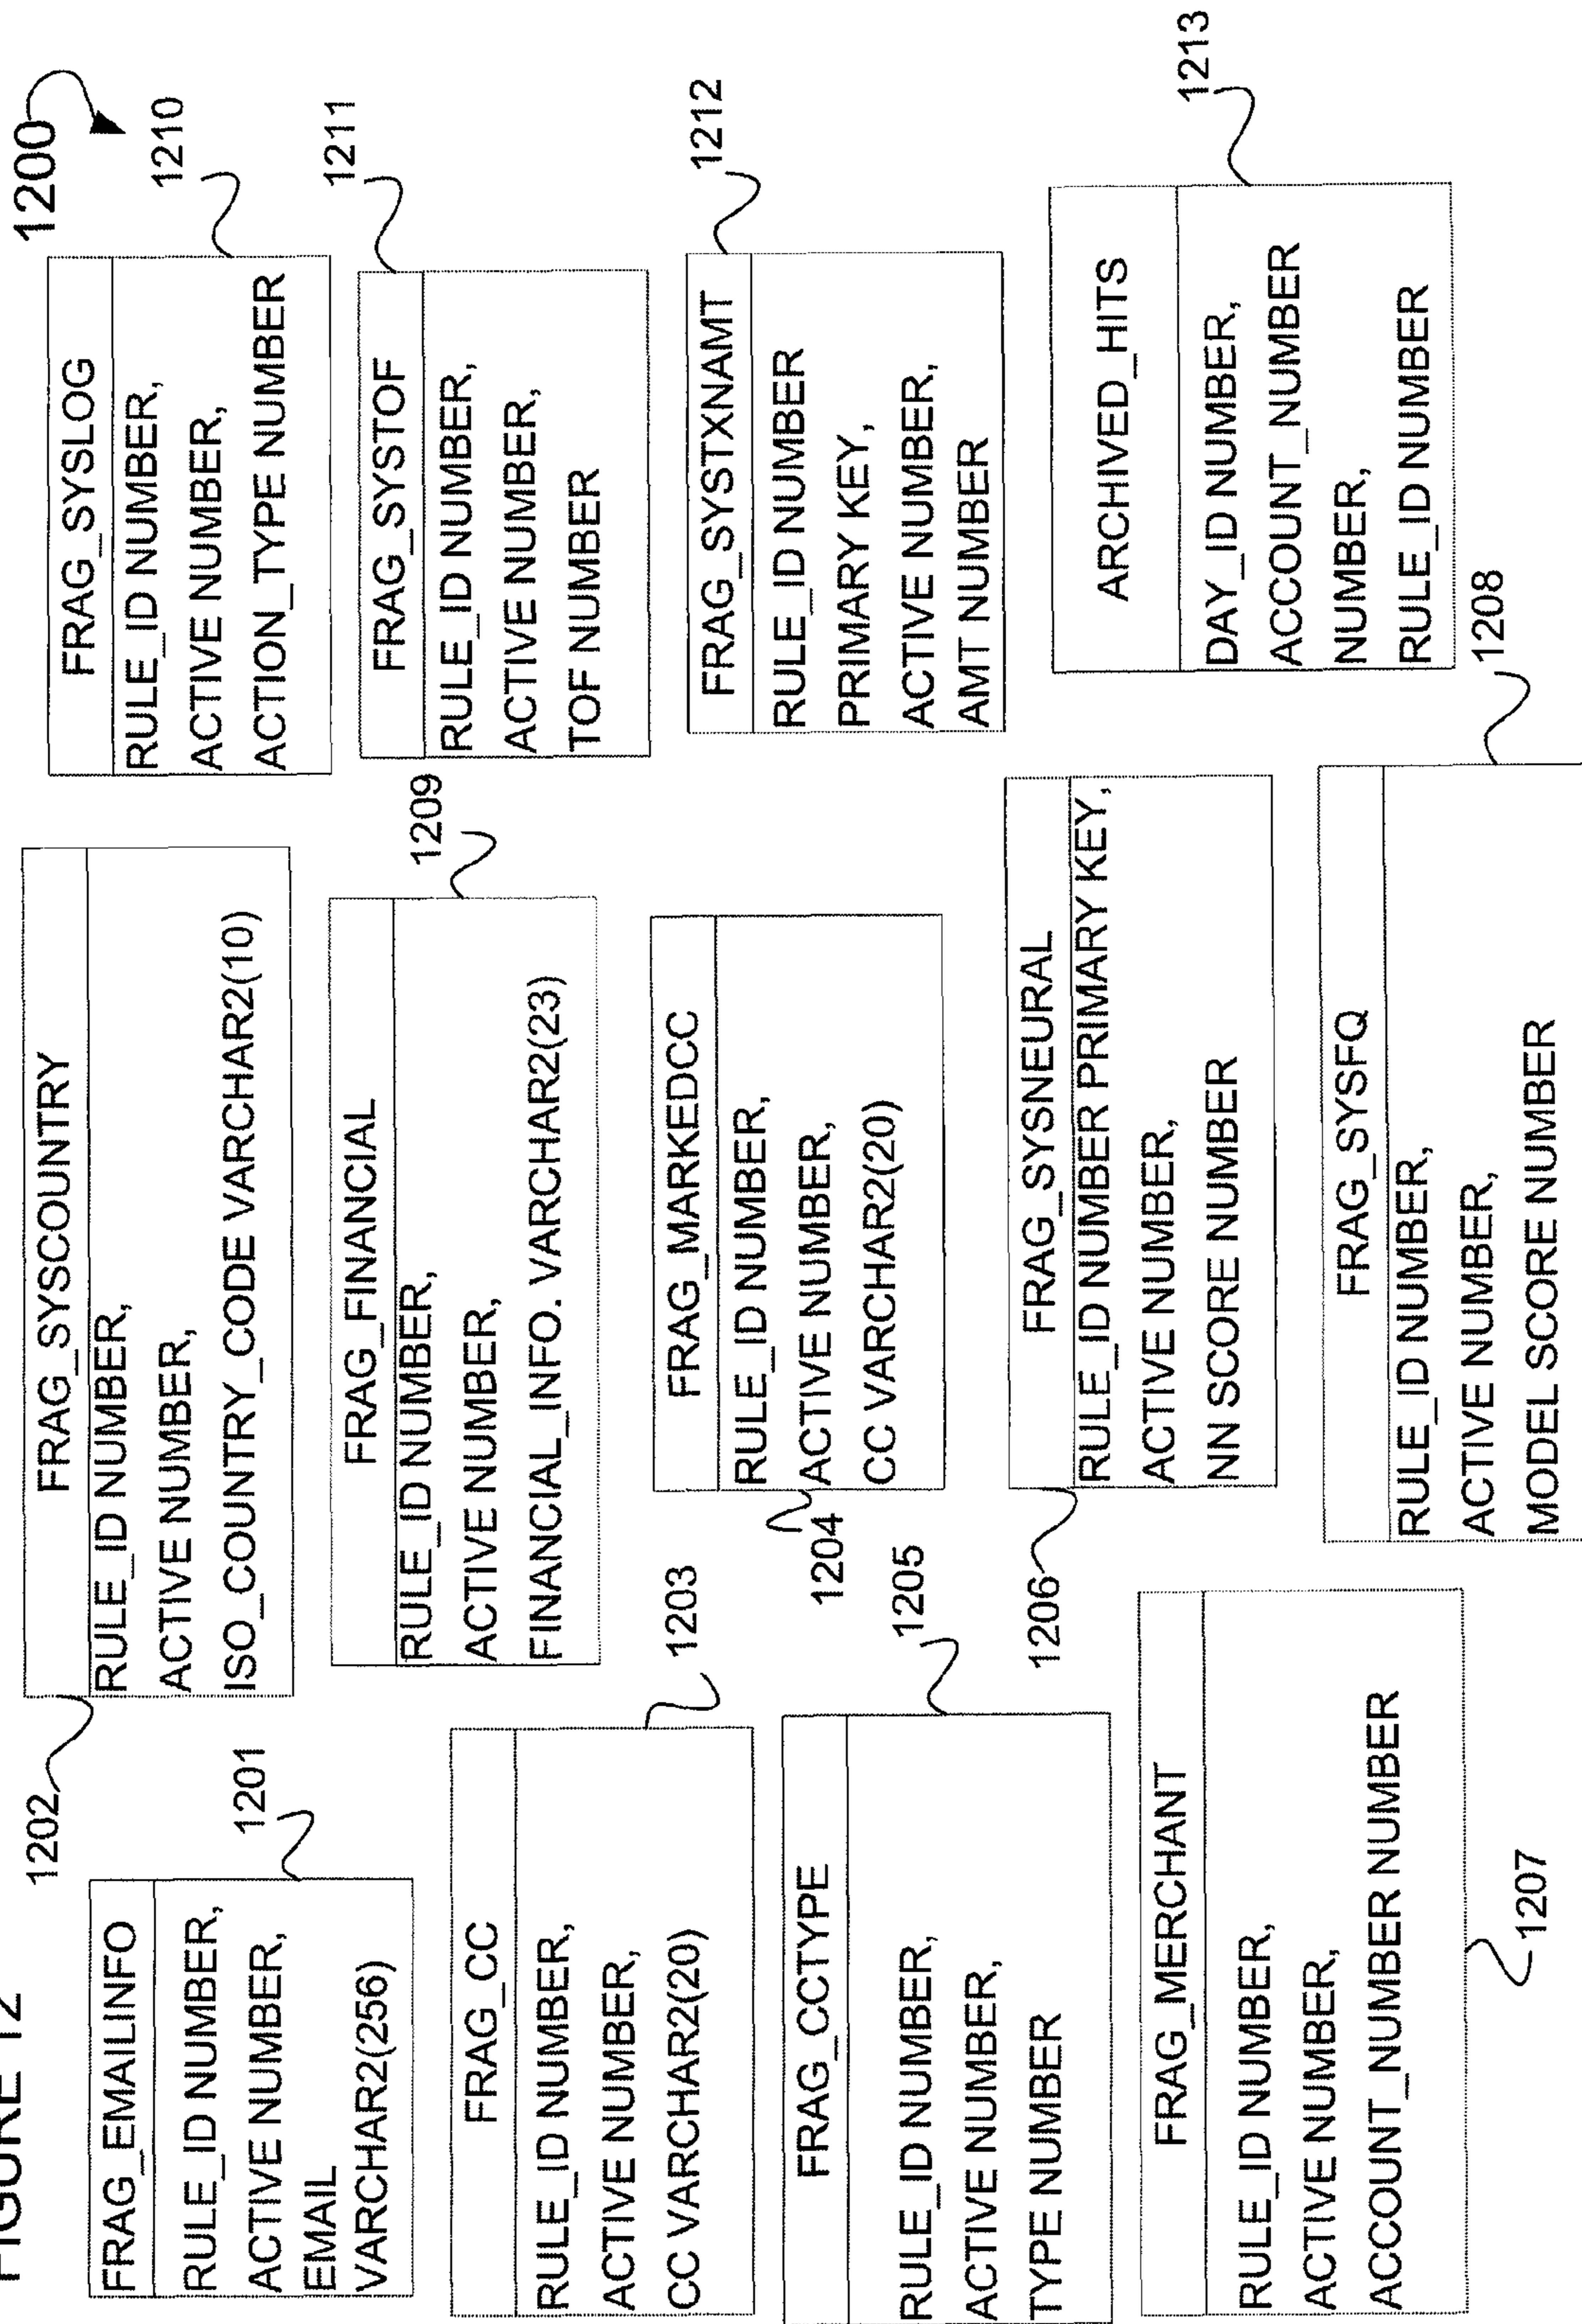 FIGURE 12
1200
1202
FRAG_SYSCOUNTRY
RULE_ID NUMBER,
ACTIVE NUMBER,
ISO_COUNTRY_CODE VARCHAR2(10)
FRAG_SYSLOG
RULE_ID NUMBER,
ACTIVE NUMBER,
ACTION_TYPE NUMBER
1210
FRAG_EMAILINFO
RULE_ID NUMBER,
ACTIVE NUMBER,
EMAIL
VARCHAR2(256)
1201
FRAG_FINANCIAL
RULE_ID NUMBER,
ACTIVE NUMBER,
FINANCIAL_INFO. VARCHAR2(23)
1209
FRAG_SYSTOF
RULE_ID NUMBER,
ACTIVE NUMBER,
TOF NUMBER
1211
FRAG_CC
RULE_ID NUMBER,
ACTIVE NUMBER,
CC VARCHAR2(20)
1203
FRAG_MARKEDCC
RULE_ID NUMBER,
ACTIVE NUMBER,
CC VARCHAR2(20)
1204
FRAG_SYSTXNAMT
RULE_ID NUMBER
PRIMARY KEY,
ACTIVE NUMBER,
AMT NUMBER
1212
FRAG_CCTYPE
RULE_ID NUMBER,
ACTIVE NUMBER,
TYPE NUMBER
1205
1206
FRAG_SYSNEURAL
RULE_ID NUMBER PRIMARY KEY,
ACTIVE NUMBER,
NN SCORE NUMBER
ARCHIVED_HITS
DAY_ID NUMBER,
ACCOUNT_NUMBER
NUMBER,
RULE_ID NUMBER
1213
FRAG_MERCHANT
RULE_ID NUMBER,
ACTIVE NUMBER,
ACCOUNT_NUMBER NUMBER
1207
FRAG_SYSFQ
RULE_ID NUMBER,
ACTIVE NUMBER,
MODEL SCORE NUMBER
1208